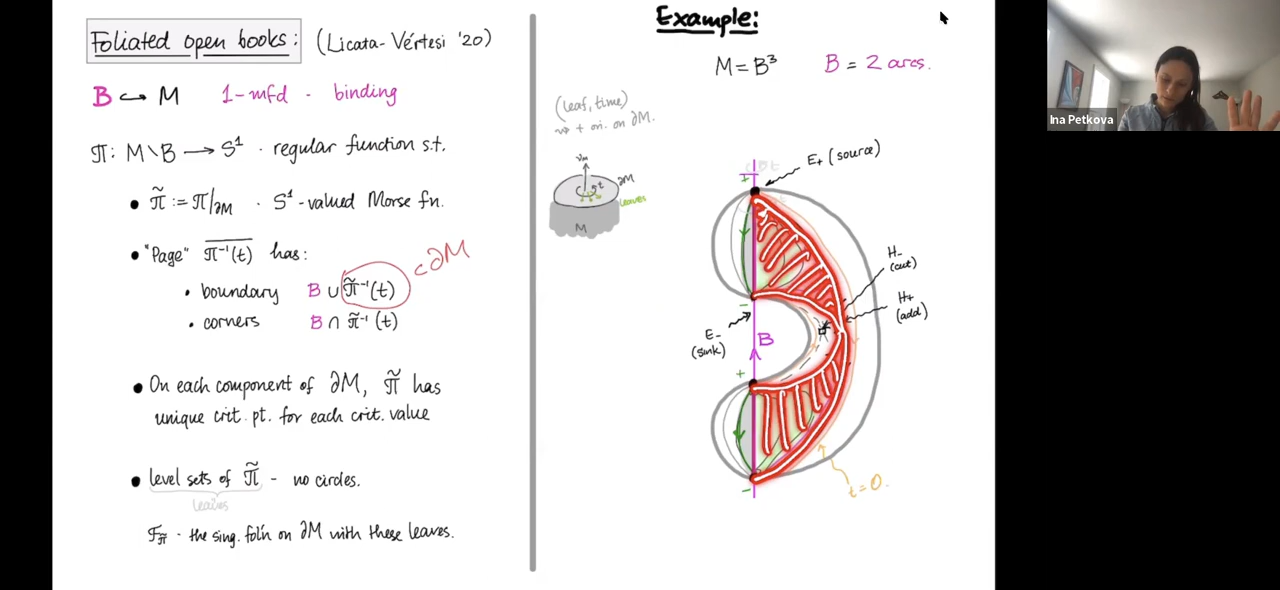 Foliated open books: (Licata-Vértesi '20)
B ↪ M 1-mfd - binding
π: M\B → S¹ · regular function s.t.
• π̃ := π|∂M · S¹-valued Morse fn.
• "Page" π⁻¹(t) has:
• boundary B ∪ π̃⁻¹(t) ⊂ ∂M
• corners B ∩ π̃⁻¹(t)
• On each component of ∂M, π̃ has
unique crit. pt. for each crit. value
• level sets of π̃ - no circles.
leaves
F_π̃ · the sing. fol'n on ∂M with these leaves.
Example:
M = B³ B = 2 arcs.
(leaf, time)
⇝ + ori. on ∂M.
t
∂M
leaves
M
+
E+ (source)
H-
(cut)
H+
(add)
-
E-
(sink)
B
+
-
t=0.
Ina Petkova